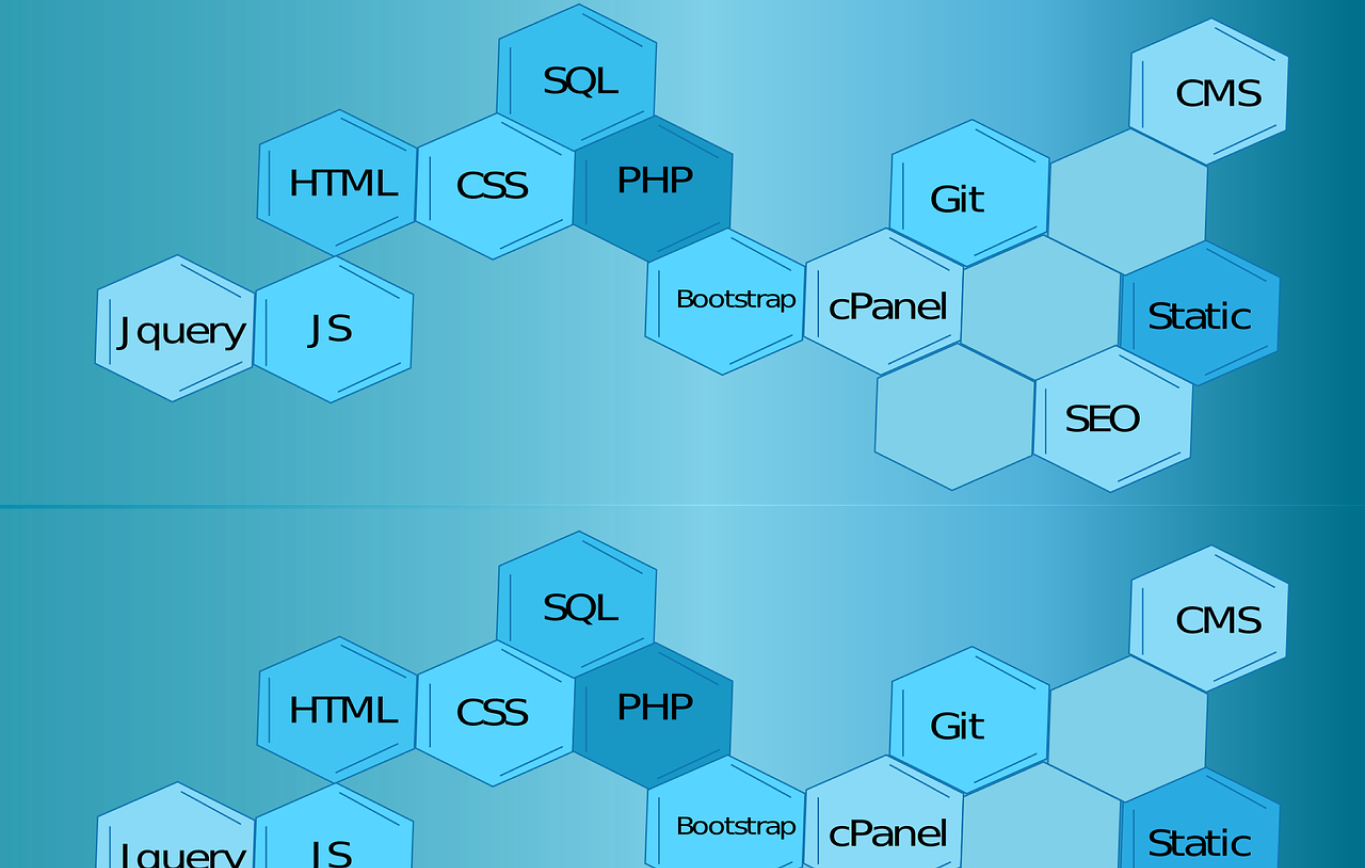 SQL
CMS
HTML
CSS
PHP
Git
Jquery
JS
Bootstrap
cPanel
Static
SEO
SQL
CMS
HTML
CSS
PHP
Git
Jquery
JS
Bootstrap
cPanel
Static